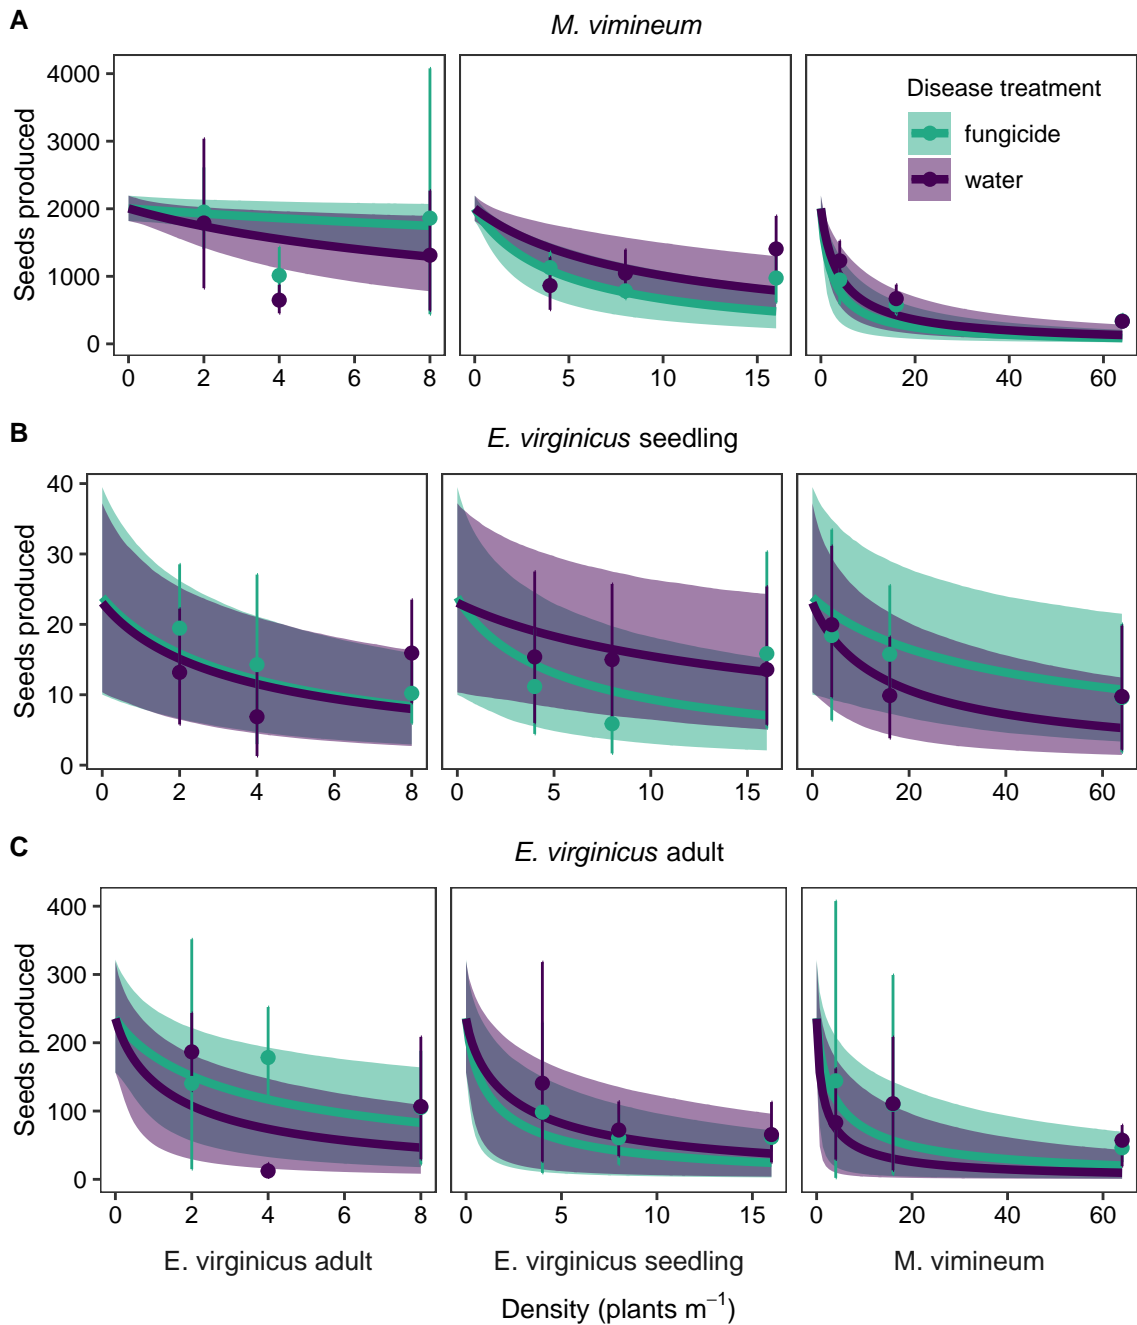 A
M. vimineum
Seeds produced
4000
3000
2000
1000
0
Disease treatment
fungicide
water
0 2 4 6 8
0 5 10 15
0 20 40 60
B
E. virginicus seedling
Seeds produced
40
30
20
10
0
0 2 4 6 8
0 5 10 15
0 20 40 60
C
E. virginicus adult
Seeds produced
400
300
200
100
0
0 2 4 6 8
0 5 10 15
0 20 40 60
E. virginicus adult
E. virginicus seedling
M. vimineum
Density (plants m⁻¹)